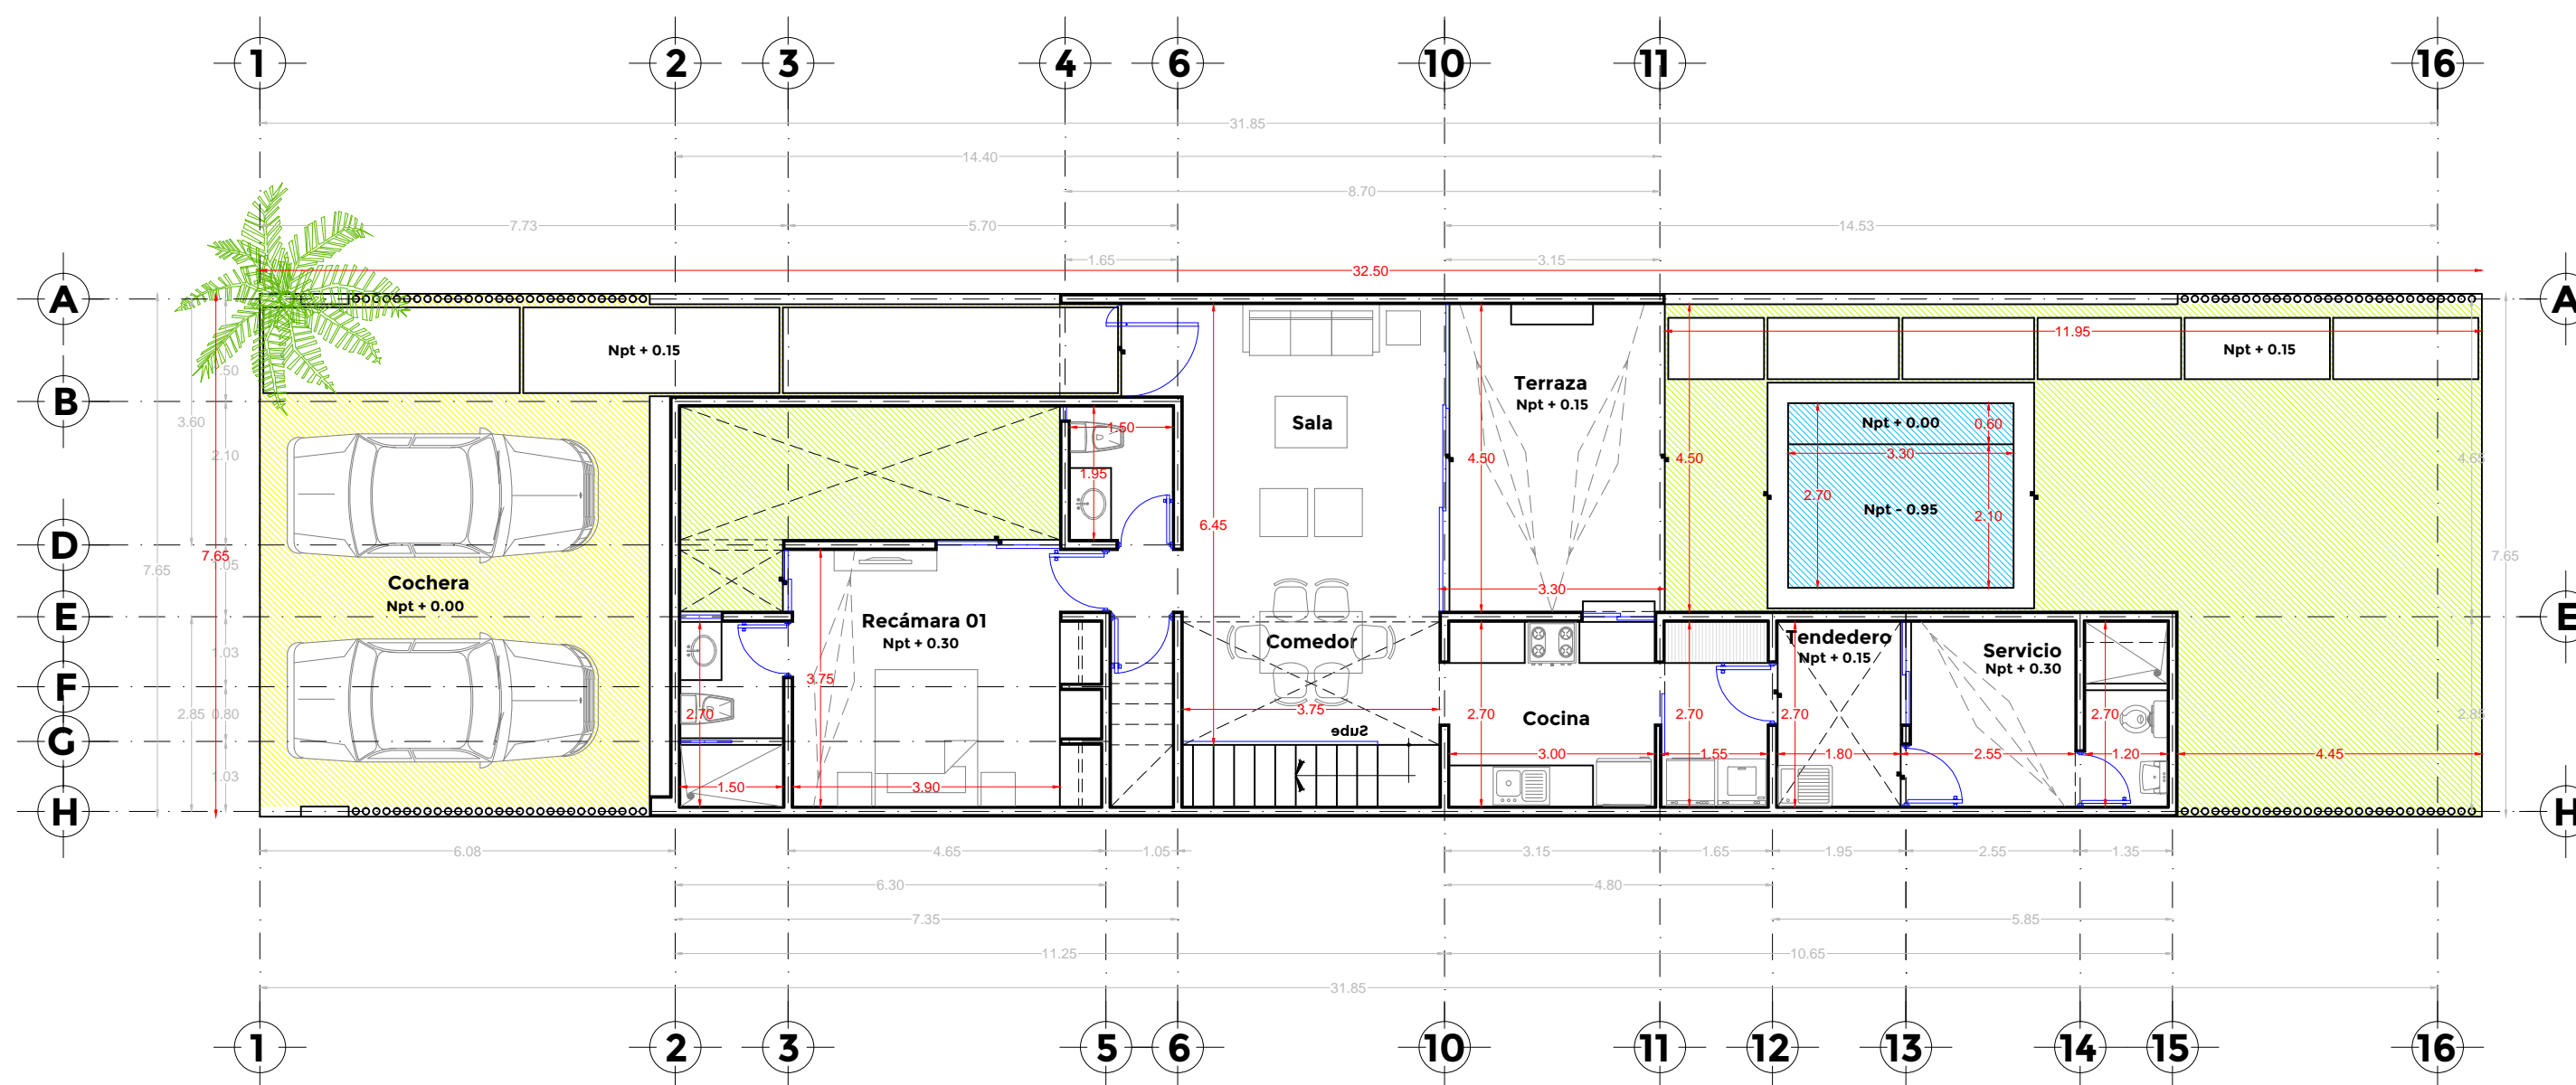 1 2 3 4 6 10 11 16
31.85
14.40
8.70
7.73 5.70 14.53
1.65 3.15
32.50
A A
11.95
Npt + 0.15 Npt + 0.15
.50
Terraza
Npt + 0.15
B
3.60
Sala
Npt + 0.00 0.60
1.50
2.10
3.30
4.50 4.50 4.65
1.95
2.70
Npt - 0.95 2.10
6.45
D
7.65 7.65 1.05 7.65
Cochera
Npt + 0.00
3.30
E E
Recámara 01
Npt + 0.30
Comedor
Tendedero
Npt + 0.15
Servicio
Npt + 0.30
1.03
3.75
F
2.85 0.80
2.70 3.75 2.70 2.70 2.70 2.70 2.85
Cocina
Sube
G
3.00 1.55 1.80 2.55 1.20 4.45
1.03
1.50 3.90
H H
6.08 4.65 1.05 3.15 1.65 1.95 2.55 1.35
6.30 4.80
7.35 5.85
11.25 10.65
31.85
1 2 3 5 6 10 11 12 13 14 15 16